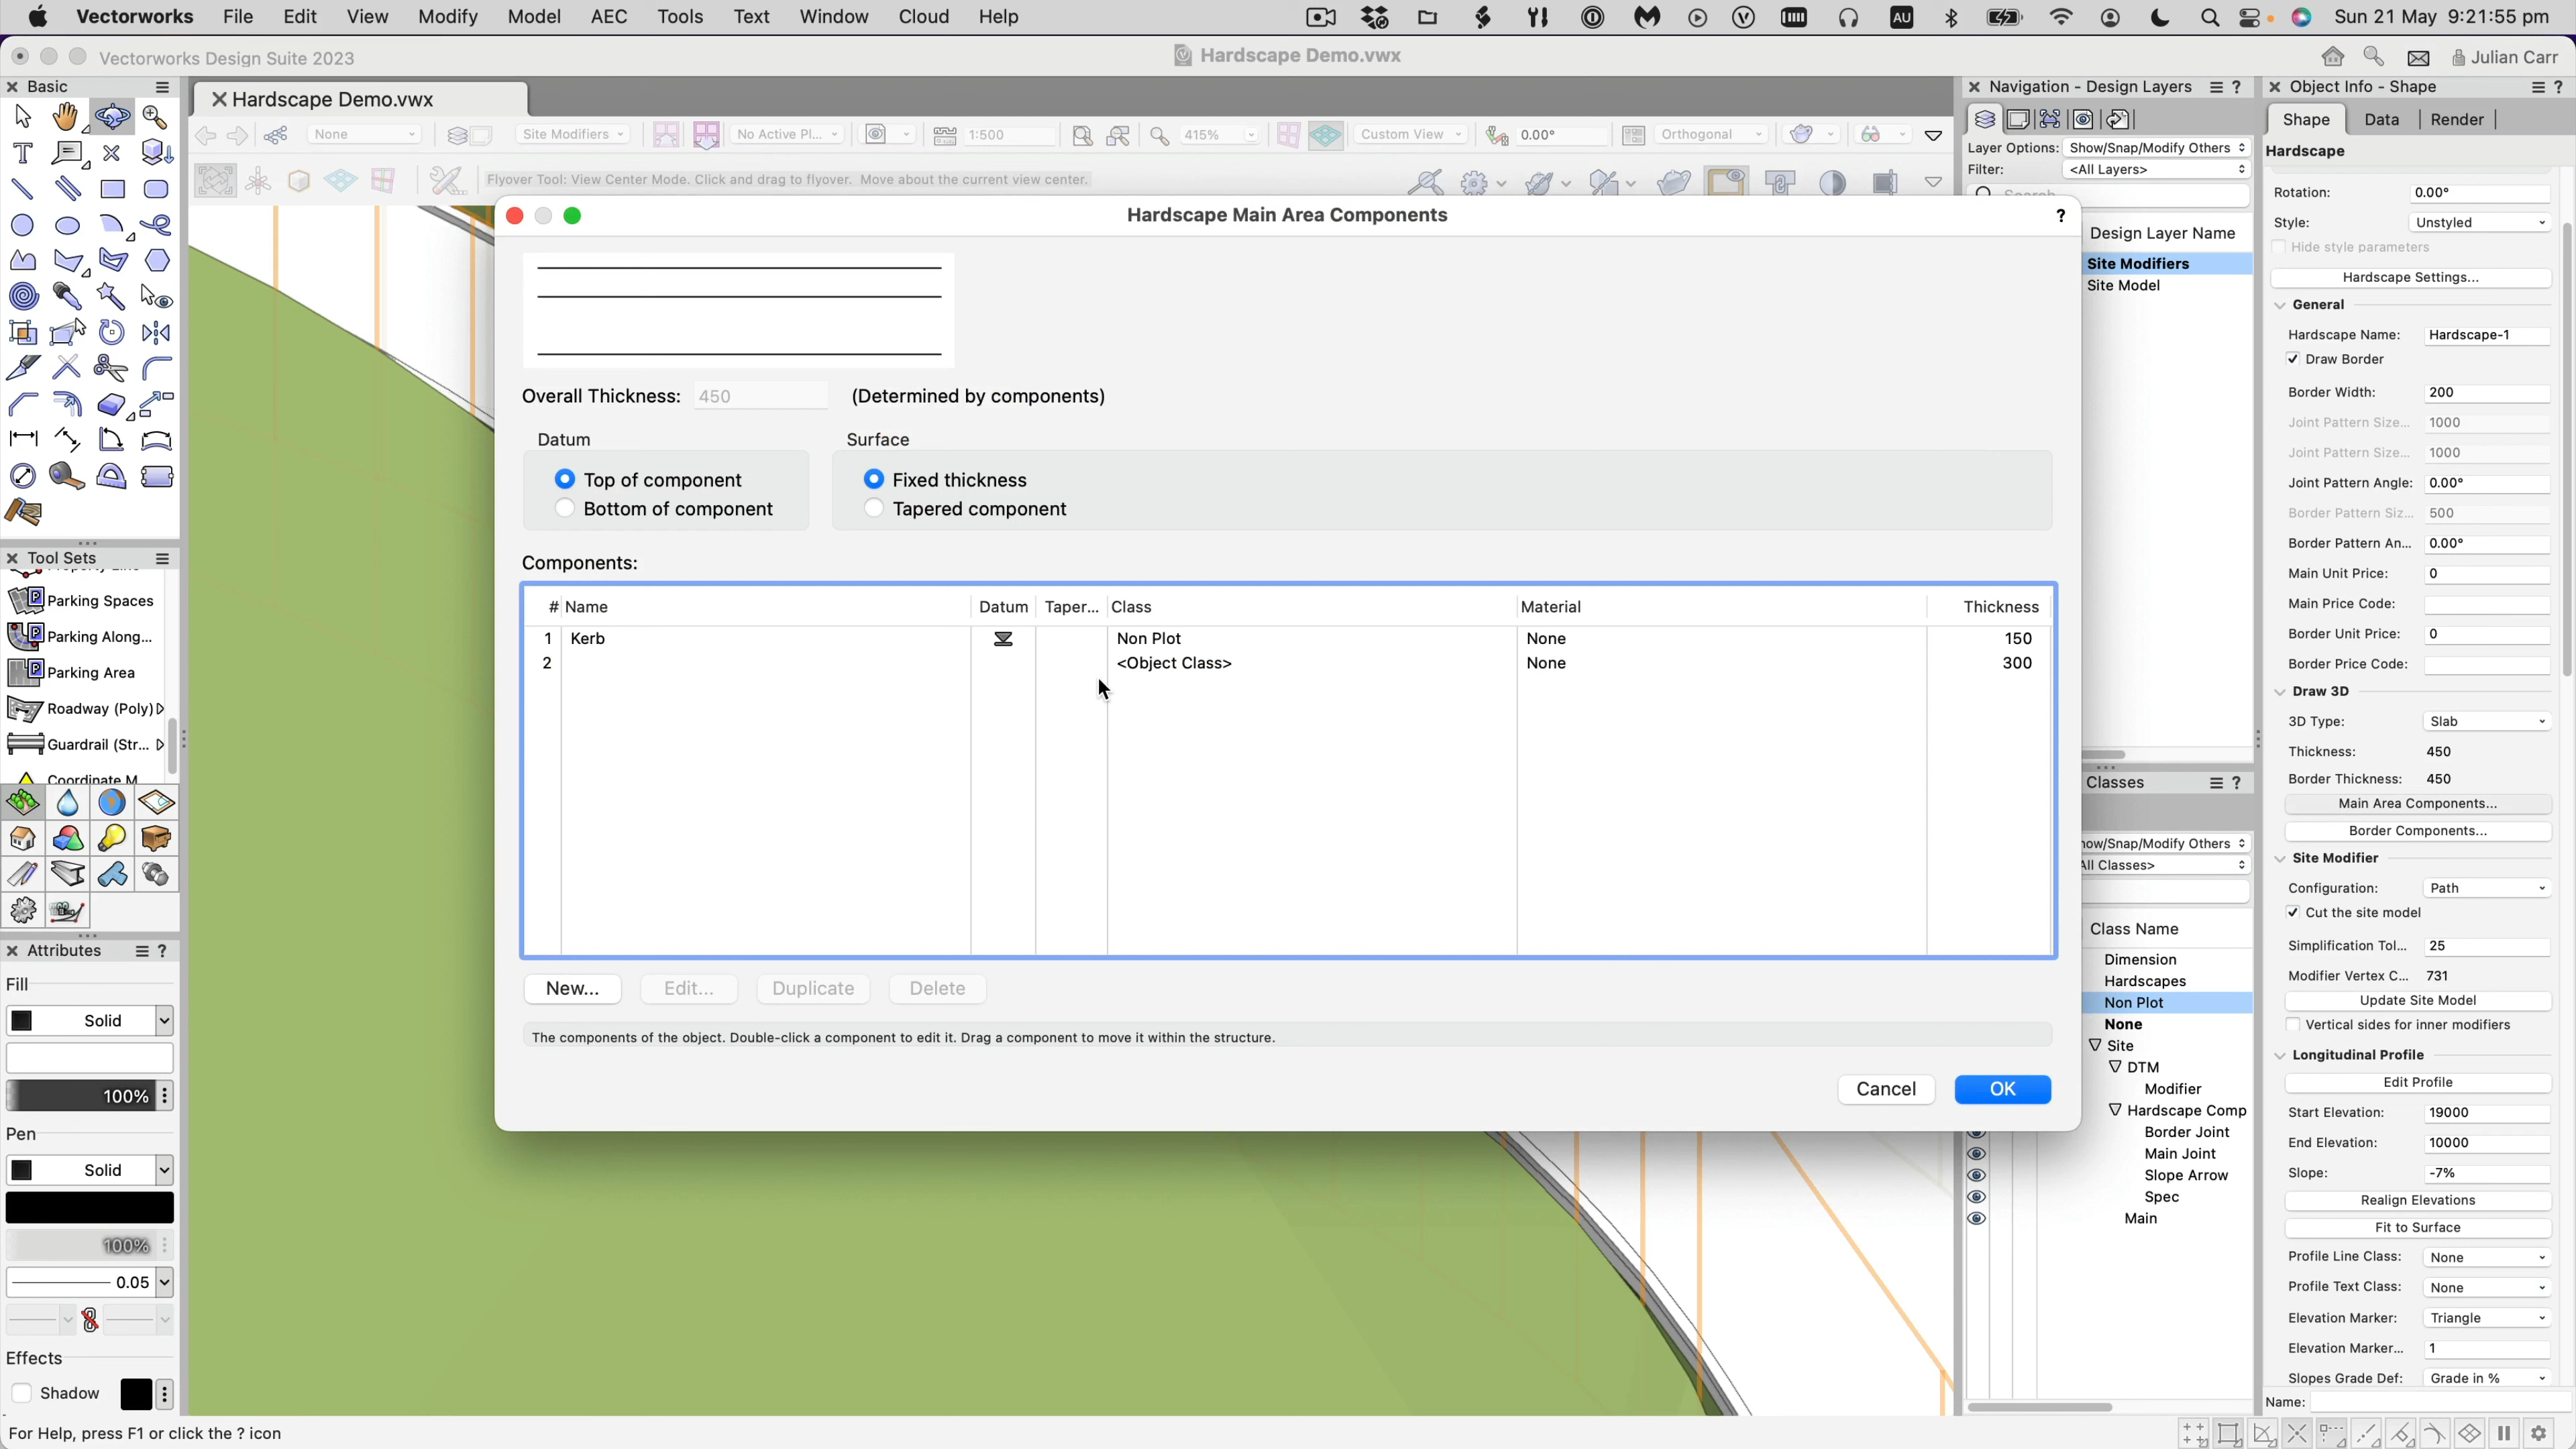 Vectorworks File Edit View Modify Model AEC Tools Text Window Cloud Help AU Sun 21 May 9:21:55 pm
Vectorworks Design Suite 2023 Hardscape Demo.vwx Julian Carr
Basic
Hardscape Demo.vwx
None Site Modifiers No Active Pl... 1:500 415% Custom View 0.00° Orthogonal
Flyover Tool: View Center Mode. Click and drag to flyover. Move about the current view center.
Tool Sets
Parking Spaces
Parking Along...
Parking Area
Roadway (Poly)
Guardrail (Str...
Attributes ?
Fill
Solid
100%
Pen
Solid
100%
0.05
Effects
Shadow
For Help, press F1 or click the ? icon
Hardscape Main Area Components ?
Overall Thickness: 450 (Determined by components)
Datum Surface
Top of component Fixed thickness
Bottom of component Tapered component
Components:
# Name Datum Taper... Class Material Thickness
1 Kerb Non Plot None 150
2 <Object Class> None 300
New... Edit... Duplicate Delete
The components of the object. Double-click a component to edit it. Drag a component to move it within the structure.
Cancel OK
Navigation - Design Layers ?
Layer Options: Show/Snap/Modify Others
Filter: <All Layers>
Design Layer Name
Site Modifiers
Site Model
Classes ?
Show/Snap/Modify Others
All Classes>
Class Name
Dimension
Hardscapes
Non Plot
None
Site
DTM
Modifier
Hardscape Comp
Border Joint
Main Joint
Slope Arrow
Spec
Main
Object Info - Shape ?
Shape Data Render
Hardscape
Rotation: 0.00°
Style: Unstyled
Hide style parameters
Hardscape Settings...
General
Hardscape Name: Hardscape-1
Draw Border
Border Width: 200
Joint Pattern Size... 1000
Joint Pattern Size... 1000
Joint Pattern Angle: 0.00°
Border Pattern Siz... 500
Border Pattern An... 0.00°
Main Unit Price: 0
Main Price Code:
Border Unit Price: 0
Border Price Code:
Draw 3D
3D Type: Slab
Thickness: 450
Border Thickness: 450
Main Area Components...
Border Components...
Site Modifier
Configuration: Path
Cut the site model
Simplification Tol... 25
Modifier Vertex C... 731
Update Site Model
Vertical sides for inner modifiers
Longitudinal Profile
Edit Profile
Start Elevation: 19000
End Elevation: 10000
Slope: -7%
Realign Elevations
Fit to Surface
Profile Line Class: None
Profile Text Class: None
Elevation Marker: Triangle
Elevation Marker... 1
Slopes Grade Def: Grade in %
Name: